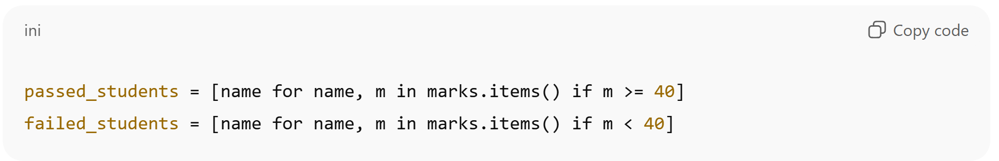 ini
Copy code
passed_students = [name for name, m in marks.items() if m >= 40]
failed_students = [name for name, m in marks.items() if m < 40]